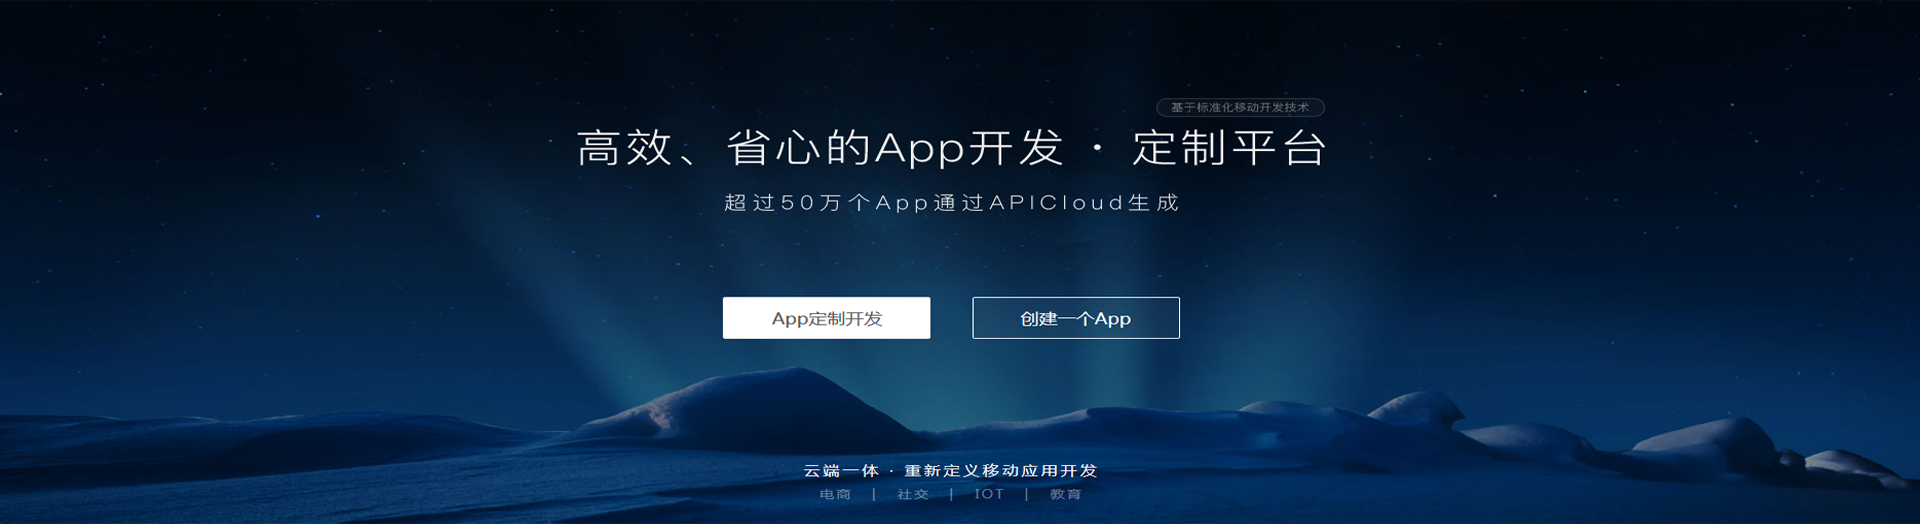 基于标准化移动开发技术
高效、省心的App开发 · 定制平台
超过50万个App通过APICloud生成
App定制开发
创建一个App
云端一体 · 重新定义移动应用开发
电商 | 社交 | IOT | 教育